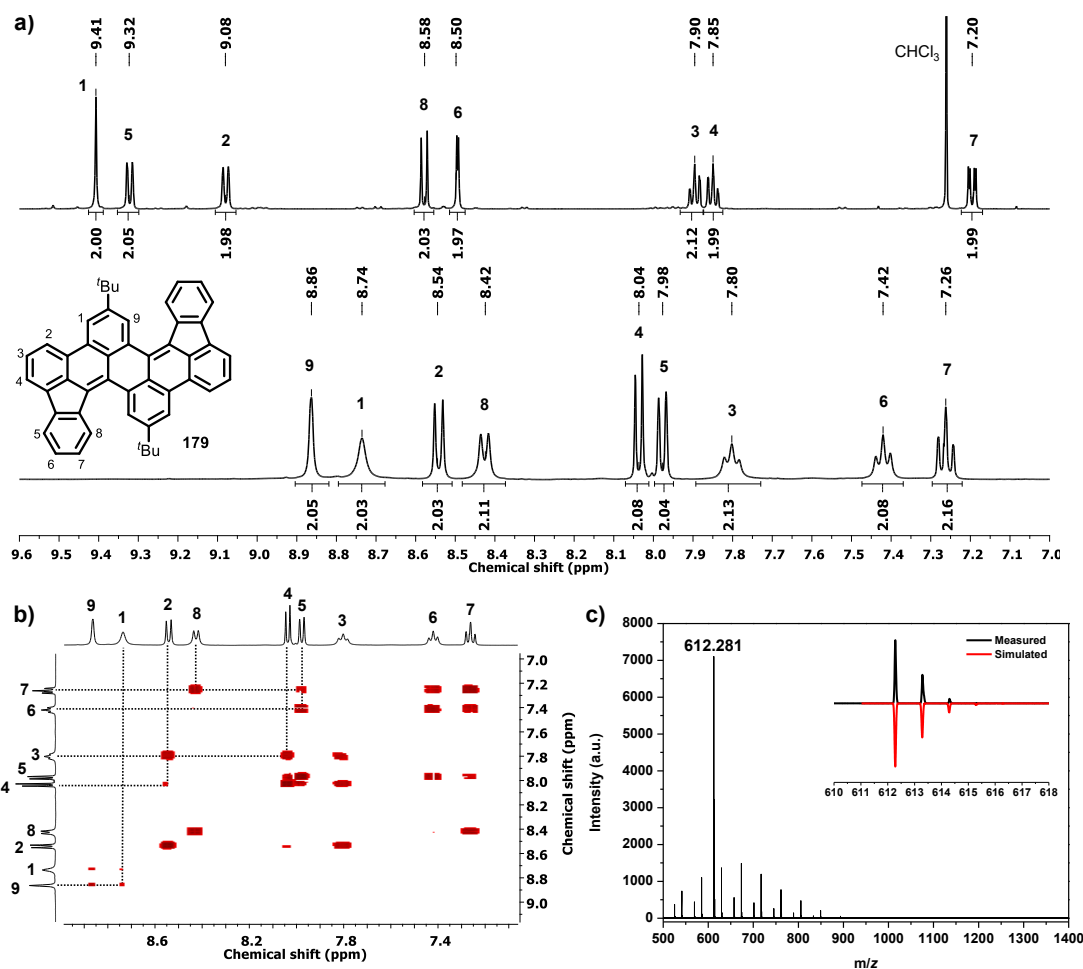 a)
9.41 9.32 9.08 8.58 8.50 7.90 7.85 7.20
CHCl3
1 5 2 8 6 3 4 7
2.00 2.05 1.98 2.03 1.97 2.12 1.99 1.99
8.86 8.74 8.54 8.42 8.04 7.98 7.80 7.42 7.26
9 1 2 8 4 5 3 6 7
2.05 2.03 2.03 2.11 2.08 2.04 2.13 2.08 2.16
tBu
1 9
2
3
4
5 8
6 7
tBu
179
9.6 9.5 9.4 9.3 9.2 9.1 9.0 8.9 8.8 8.7 8.6 8.5 8.4 8.3 8.2 8.1 8.0 7.9 7.8 7.7 7.6 7.5 7.4 7.3 7.2 7.1 7.0
Chemical shift (ppm)
b)
9 1 2 8 4 5 3 6 7
7
6
3
5
4
8
2
1
9
7.0
7.2
7.4
7.6
7.8
8.0
8.2
8.4
8.6
8.8
9.0
Chemical shift (ppm)
8.6 8.2 7.8 7.4
Chemical shift (ppm)
c)
8000
7000
6000
5000
4000
3000
2000
1000
0
Intensity (a.u.)
612.281
Measured
Simulated
610 611 612 613 614 615 616 617 618
500 600 700 800 900 1000 1100 1200 1300 1400
m/z